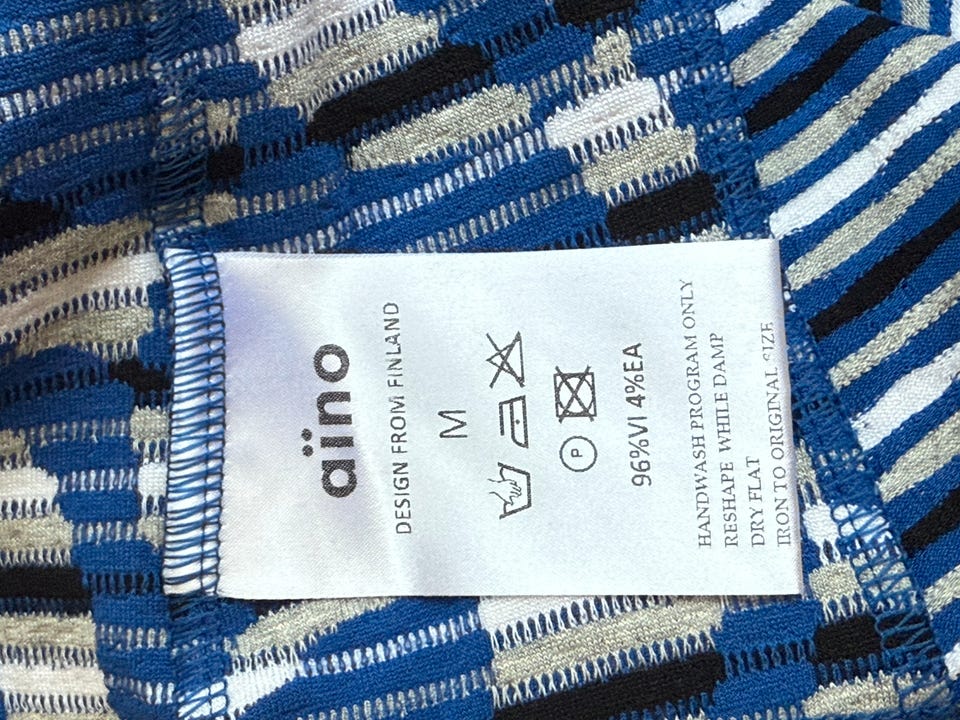 aïno
DESIGN FROM FINLAND
M
P
96%VI 4%EA
HANDWASH PROGRAM ONLY
RESHAPE WHILE DAMP
DRY FLAT
IRON TO ORIGINAL SIZE